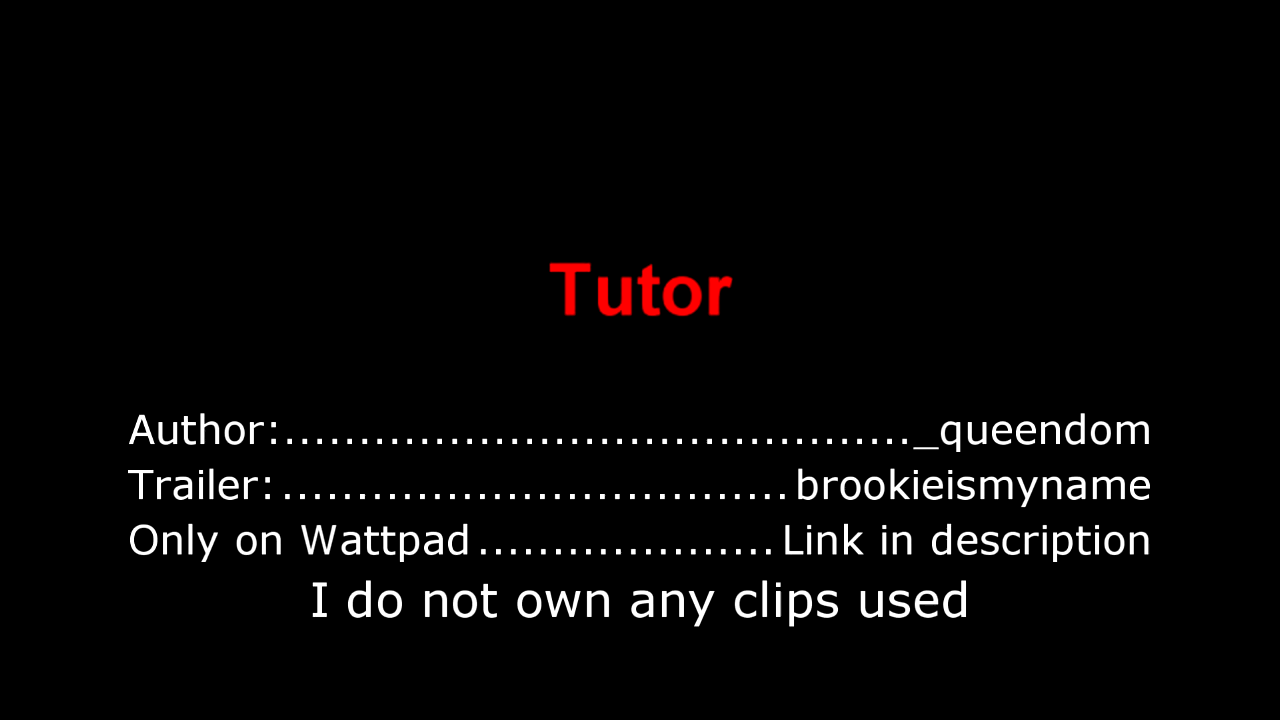 Tutor
Author:.........................................._queendom
Trailer:..................................brookieismyname
Only on Wattpad....................Link in description
I do not own any clips used